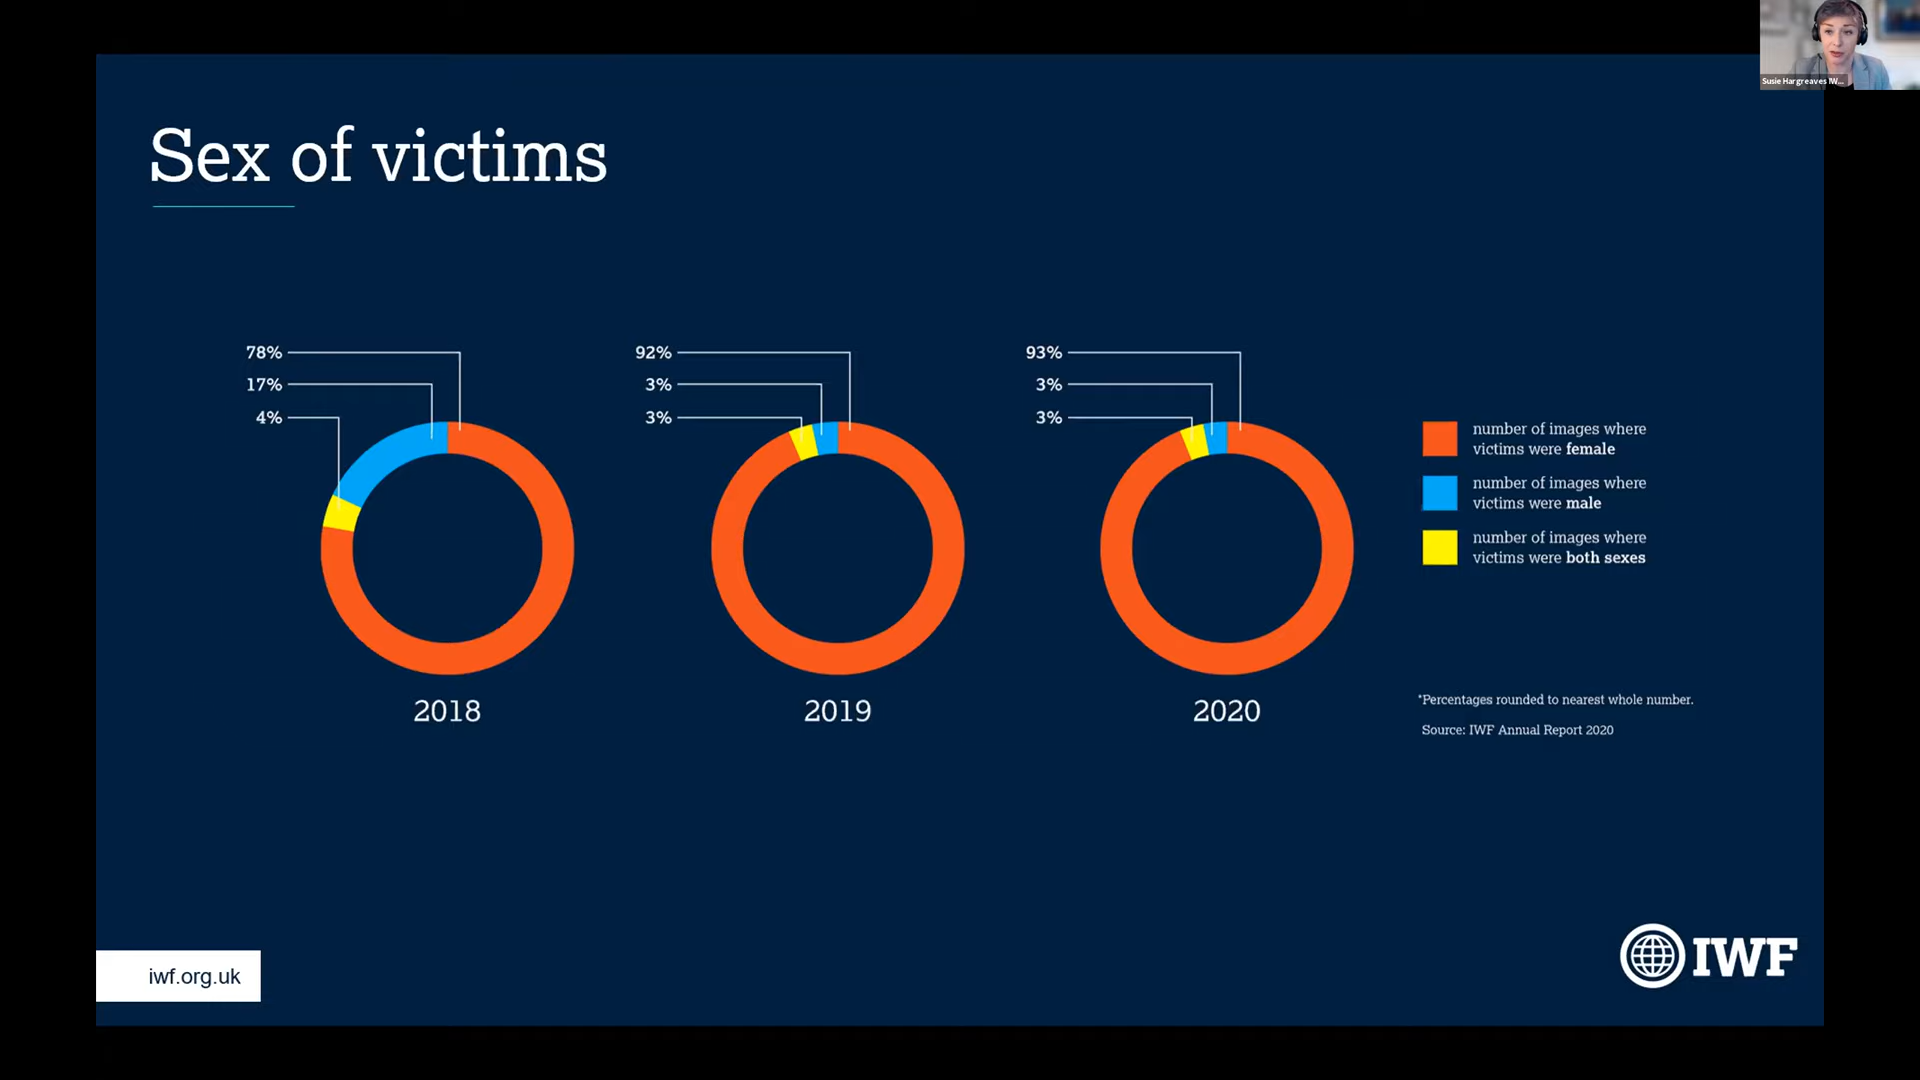 Susie Hargreaves IW...
Sex of victims
78%
17%
4%
2018
92%
3%
3%
2019
93%
3%
3%
2020
number of images where
victims were female
number of images where
victims were male
number of images where
victims were both sexes
*Percentages rounded to nearest whole number.
Source: IWF Annual Report 2020
iwf.org.uk
IWF